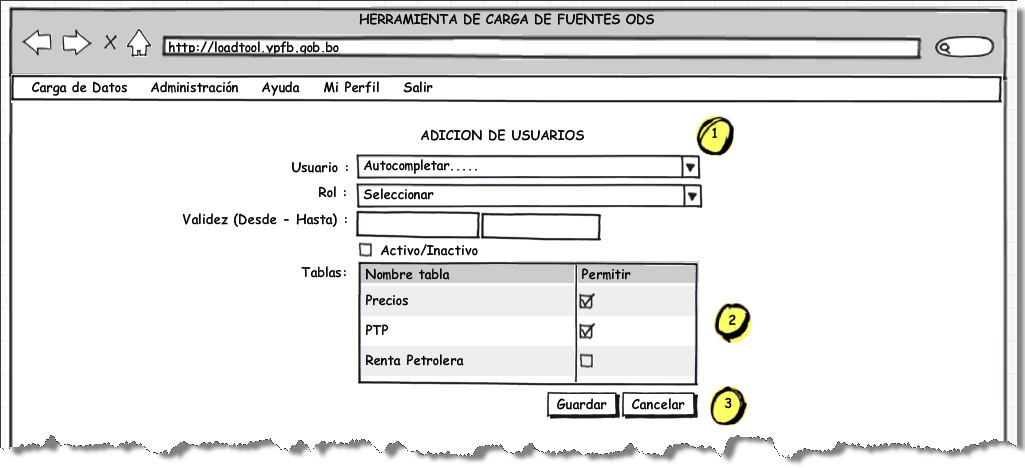 HERRAMIENTA DE CARGA DE FUENTES ODS
http://loadtool.ypfb.gob.bo
Carga de Datos Administración Ayuda Mi Perfil Salir
ADICION DE USUARIOS 1
Usuario : Autocompletar.....
Rol : Seleccionar
Validez (Desde - Hasta) :
Activo/Inactivo
Tablas: Nombre tabla Permitir
Precios
PTP 2
Renta Petrolera
Guardar Cancelar 3